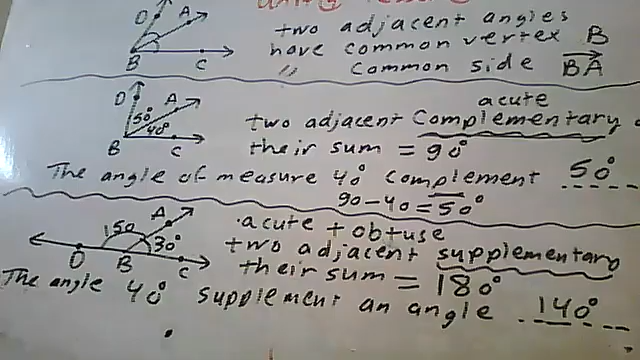 D A
B C
two adjacent angles
have common vertex B
" common side BA
D A
50° 40°
B C
acute
two adjacent Complementary
their sum = 90°
The angle of measure 40° complement 50°
90-40=50°
A
150 30°
D B C
acute + obtuse
two adjacent supplementary
their sum = 180°
The angle 40° supplement an angle 140°